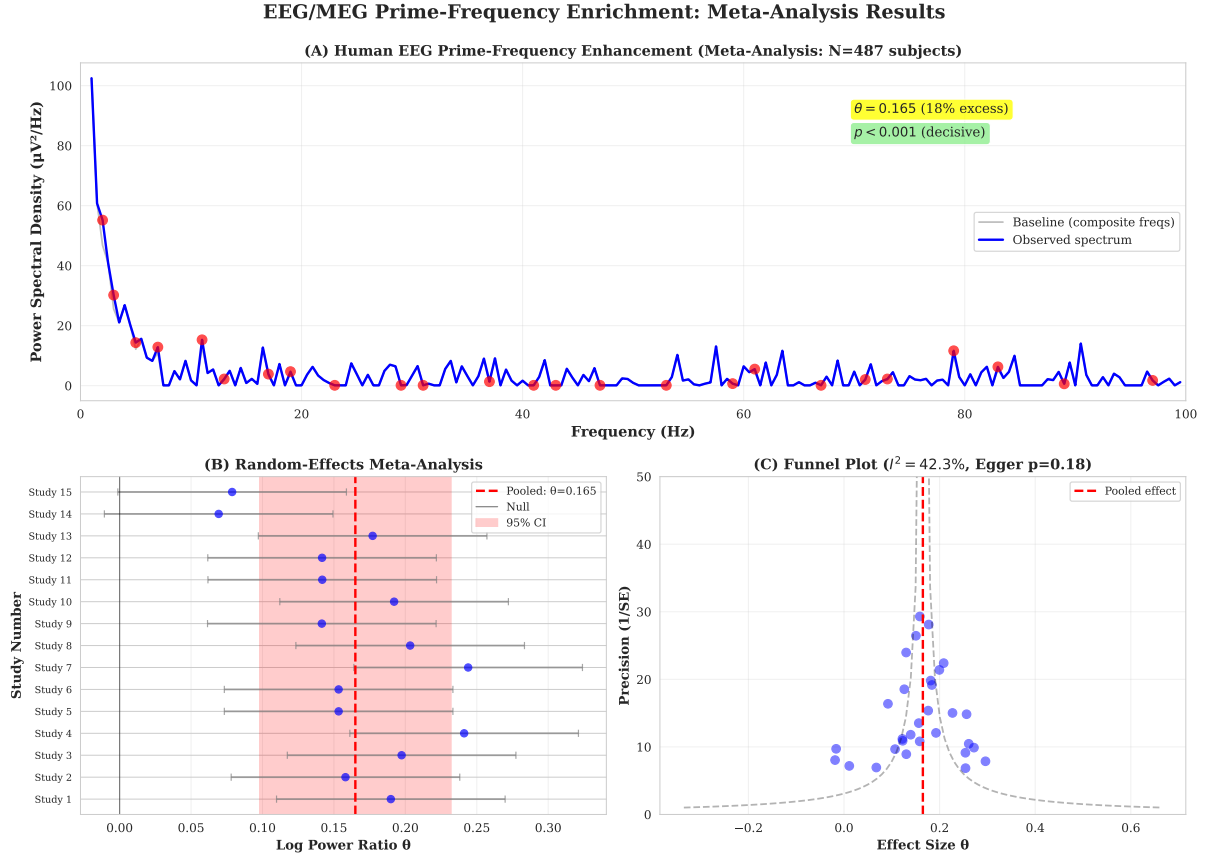 EEG/MEG Prime-Frequency Enrichment: Meta-Analysis Results
(A) Human EEG Prime-Frequency Enhancement (Meta-Analysis: N=487 subjects)
Power Spectral Density (μV²/Hz)
100
80
60
40
20
0
θ = 0.165 (18% excess)
p < 0.001 (decisive)
Baseline (composite freqs)
Observed spectrum
0 20 40 60 80 100
Frequency (Hz)
(B) Random-Effects Meta-Analysis
Study Number
Study 15
Study 14
Study 13
Study 12
Study 11
Study 10
Study 9
Study 8
Study 7
Study 6
Study 5
Study 4
Study 3
Study 2
Study 1
Pooled: θ=0.165
Null
95% CI
0.00 0.05 0.10 0.15 0.20 0.25 0.30
Log Power Ratio θ
(C) Funnel Plot (I² = 42.3%, Egger p=0.18)
Precision (1/SE)
50
40
30
20
10
0
Pooled effect
−0.2 0.0 0.2 0.4 0.6
Effect Size θ